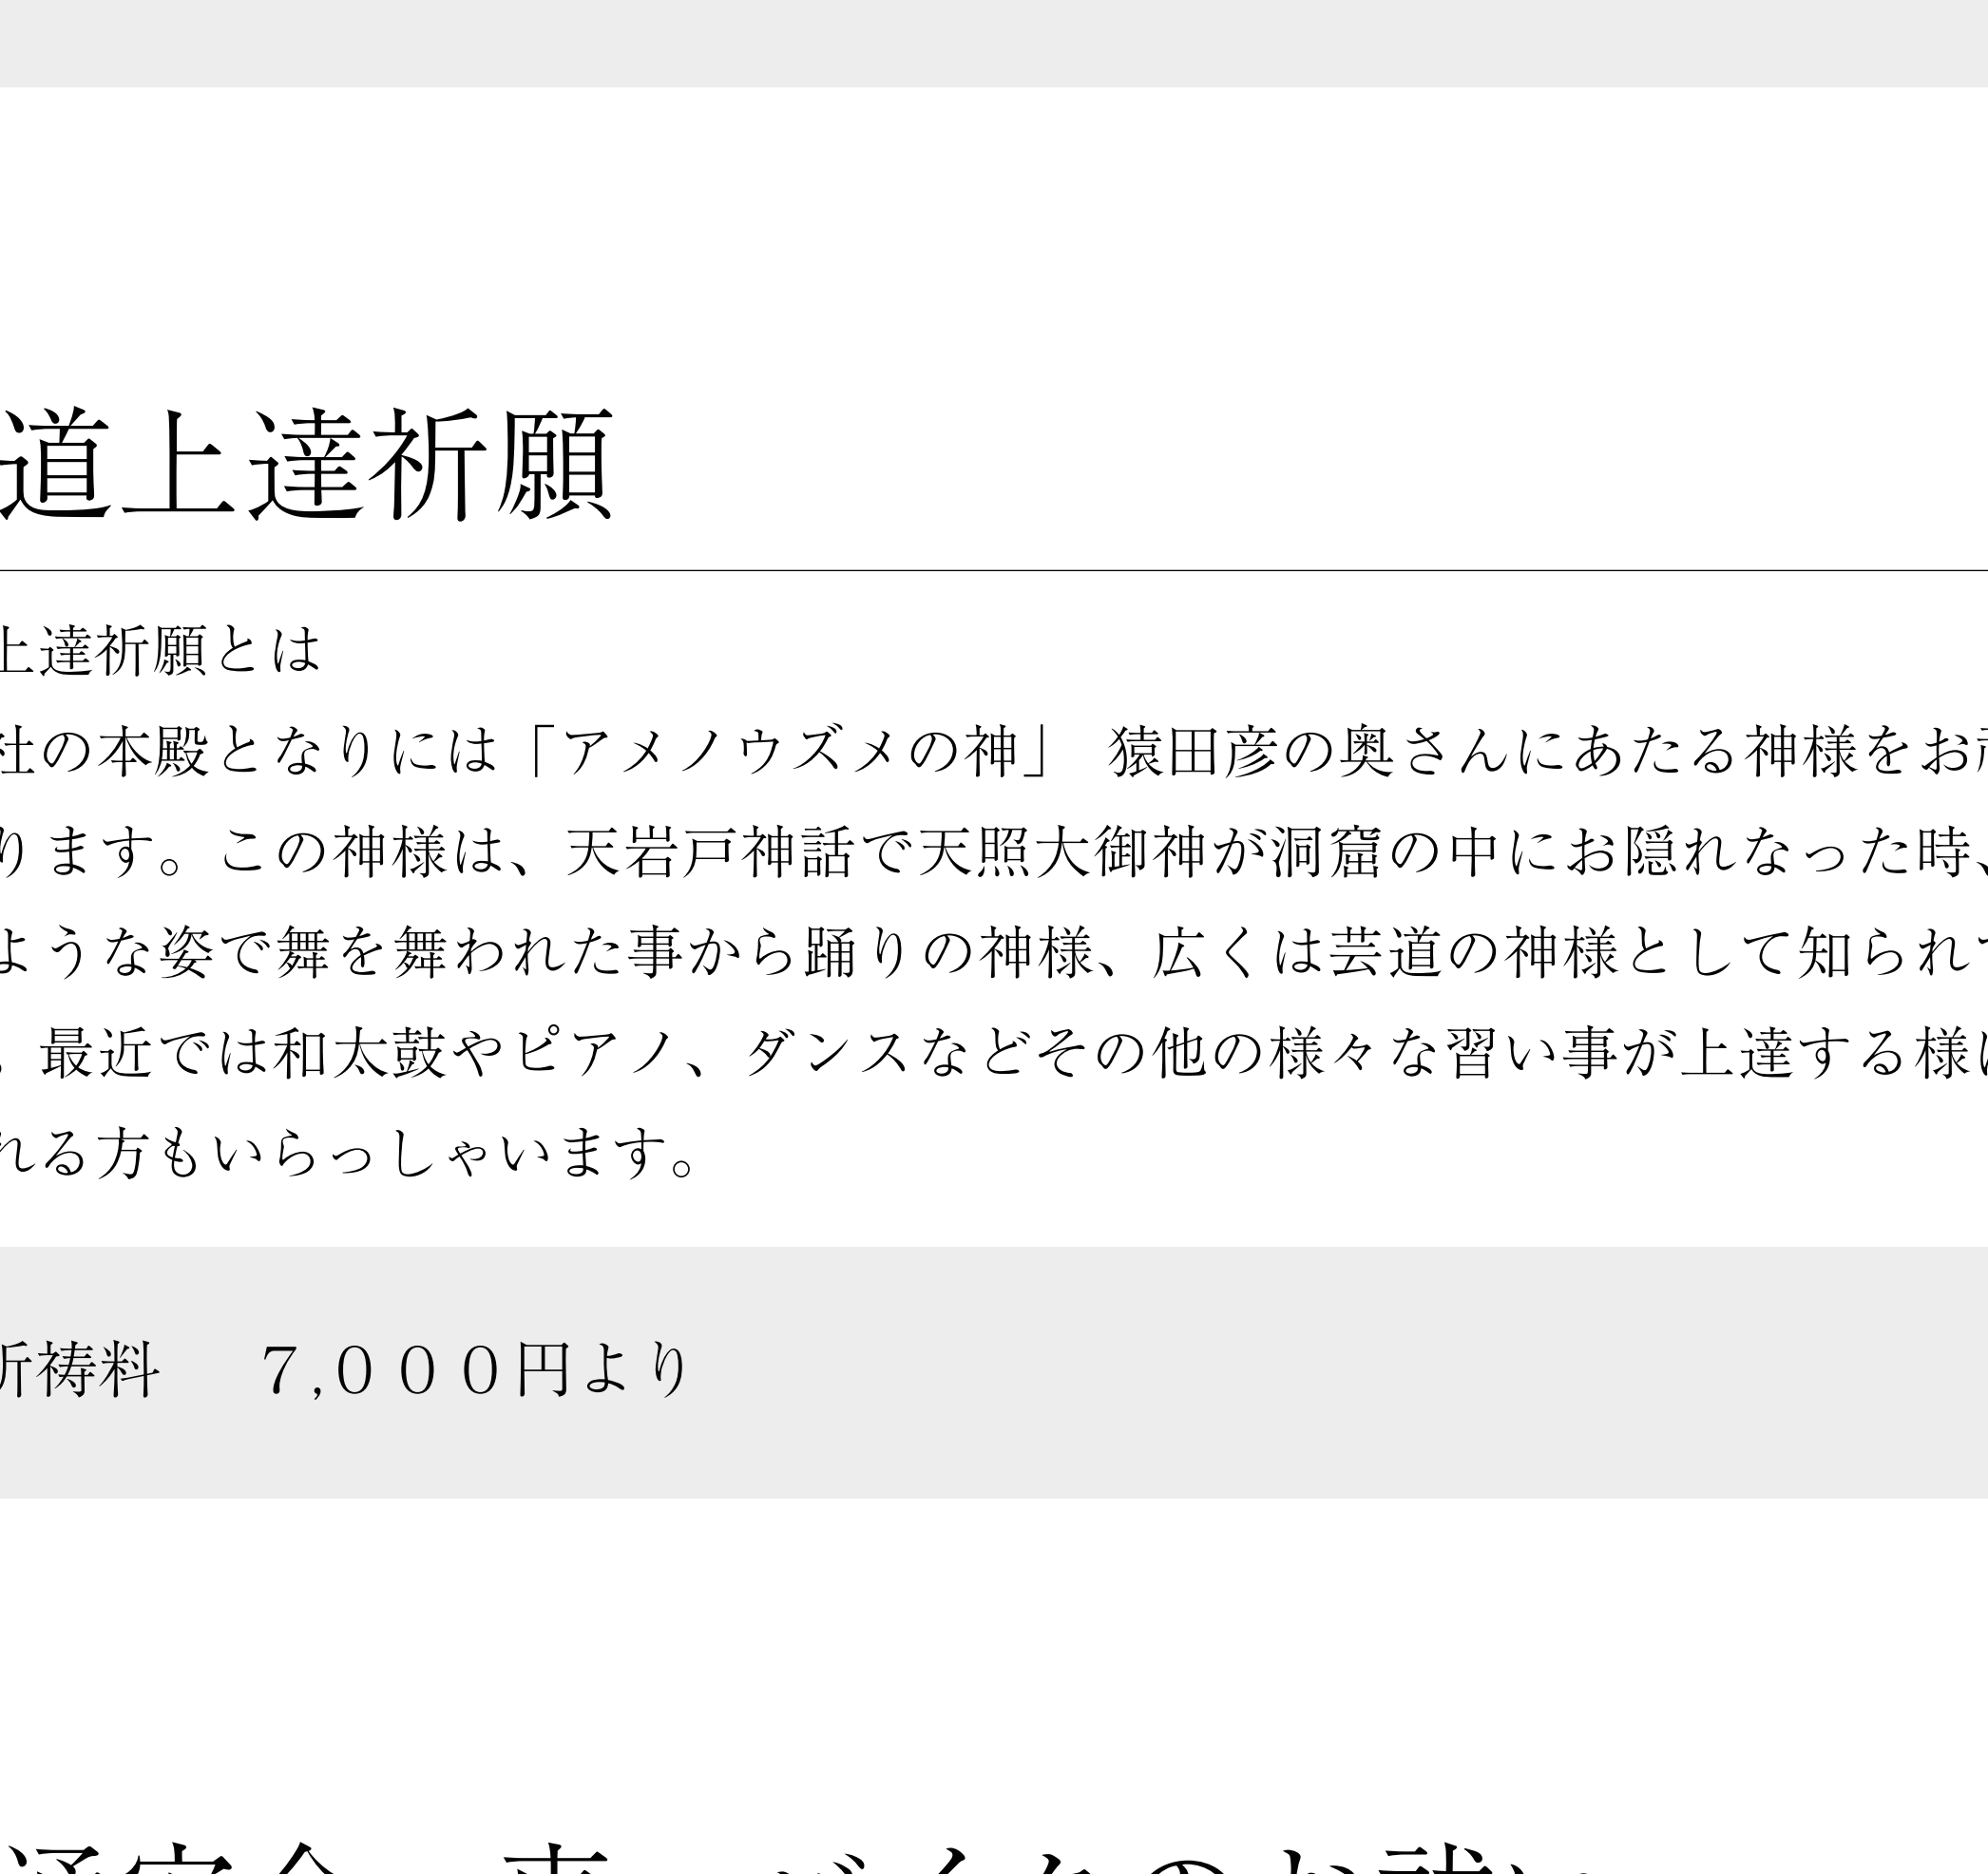 道上達祈願
上達祈願とは
社の本殿となりには「アメノウズメの神」 猿田彦の奥さんにあたる神様をお
ります。この神様は、天岩戸神話で天照大御神が洞窟の中にお隠れなった時、
ような姿で舞を舞われた事から踊りの神様、広くは芸道の神様として知られ
。最近では和太鼓やピアノ、ダンスなどその他の様々な習い事が上達する様
れる方もいらっしゃいます。
祈祷料 7,000円より